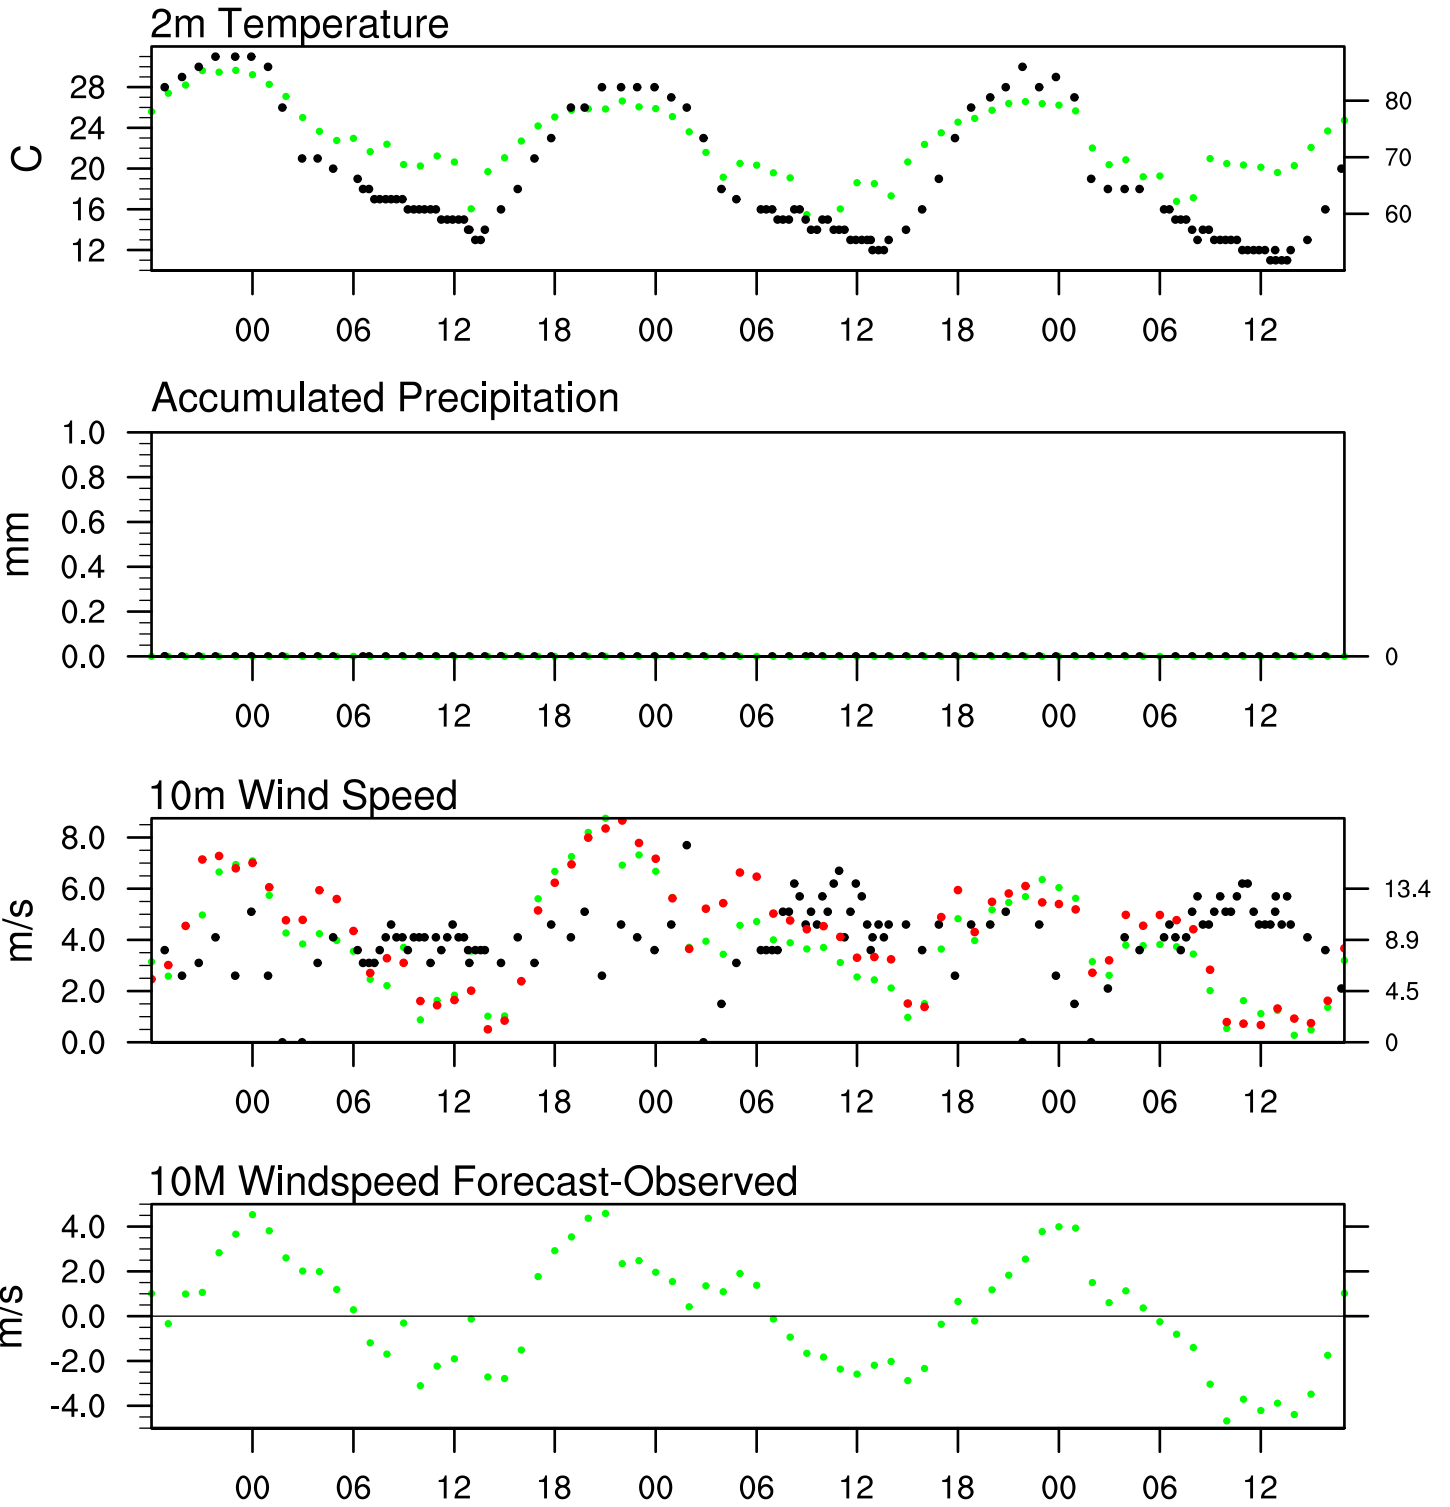 2m Temperature
C
28
24
20
16
12
80
70
60
00 06 12 18 00 06 12 18 00 06 12
Accumulated Precipitation
mm
1.0
0.8
0.6
0.4
0.2
0.0
0
00 06 12 18 00 06 12 18 00 06 12
10m Wind Speed
m/s
8.0
6.0
4.0
2.0
0.0
13.4
8.9
4.5
0
00 06 12 18 00 06 12 18 00 06 12
10M Windspeed Forecast-Observed
m/s
4.0
2.0
0.0
-2.0
-4.0
00 06 12 18 00 06 12 18 00 06 12